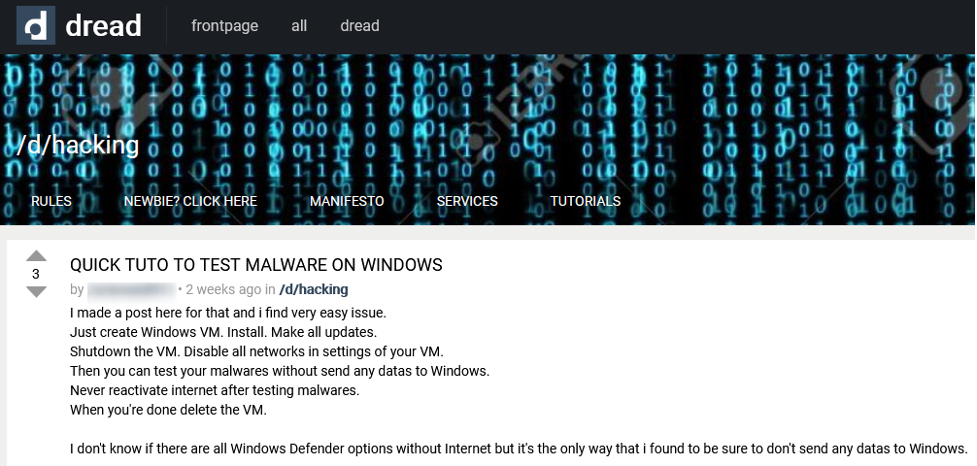 dread
frontpage
all
dread
/d/hacking
RULES
NEWBIE? CLICK HERE
MANIFESTO
SERVICES
TUTORIALS
3
QUICK TUTO TO TEST MALWARE ON WINDOWS
by • 2 weeks ago in /d/hacking
I made a post here for that and i find very easy issue.
Just create Windows VM. Install. Make all updates.
Shutdown the VM. Disable all networks in settings of your VM.
Then you can test your malwares without send any datas to Windows.
Never reactivate internet after testing malwares.
When you're done delete the VM.
I don't know if there are all Windows Defender options without Internet but it's the only way that i found to be sure to don't send any datas to Windows.